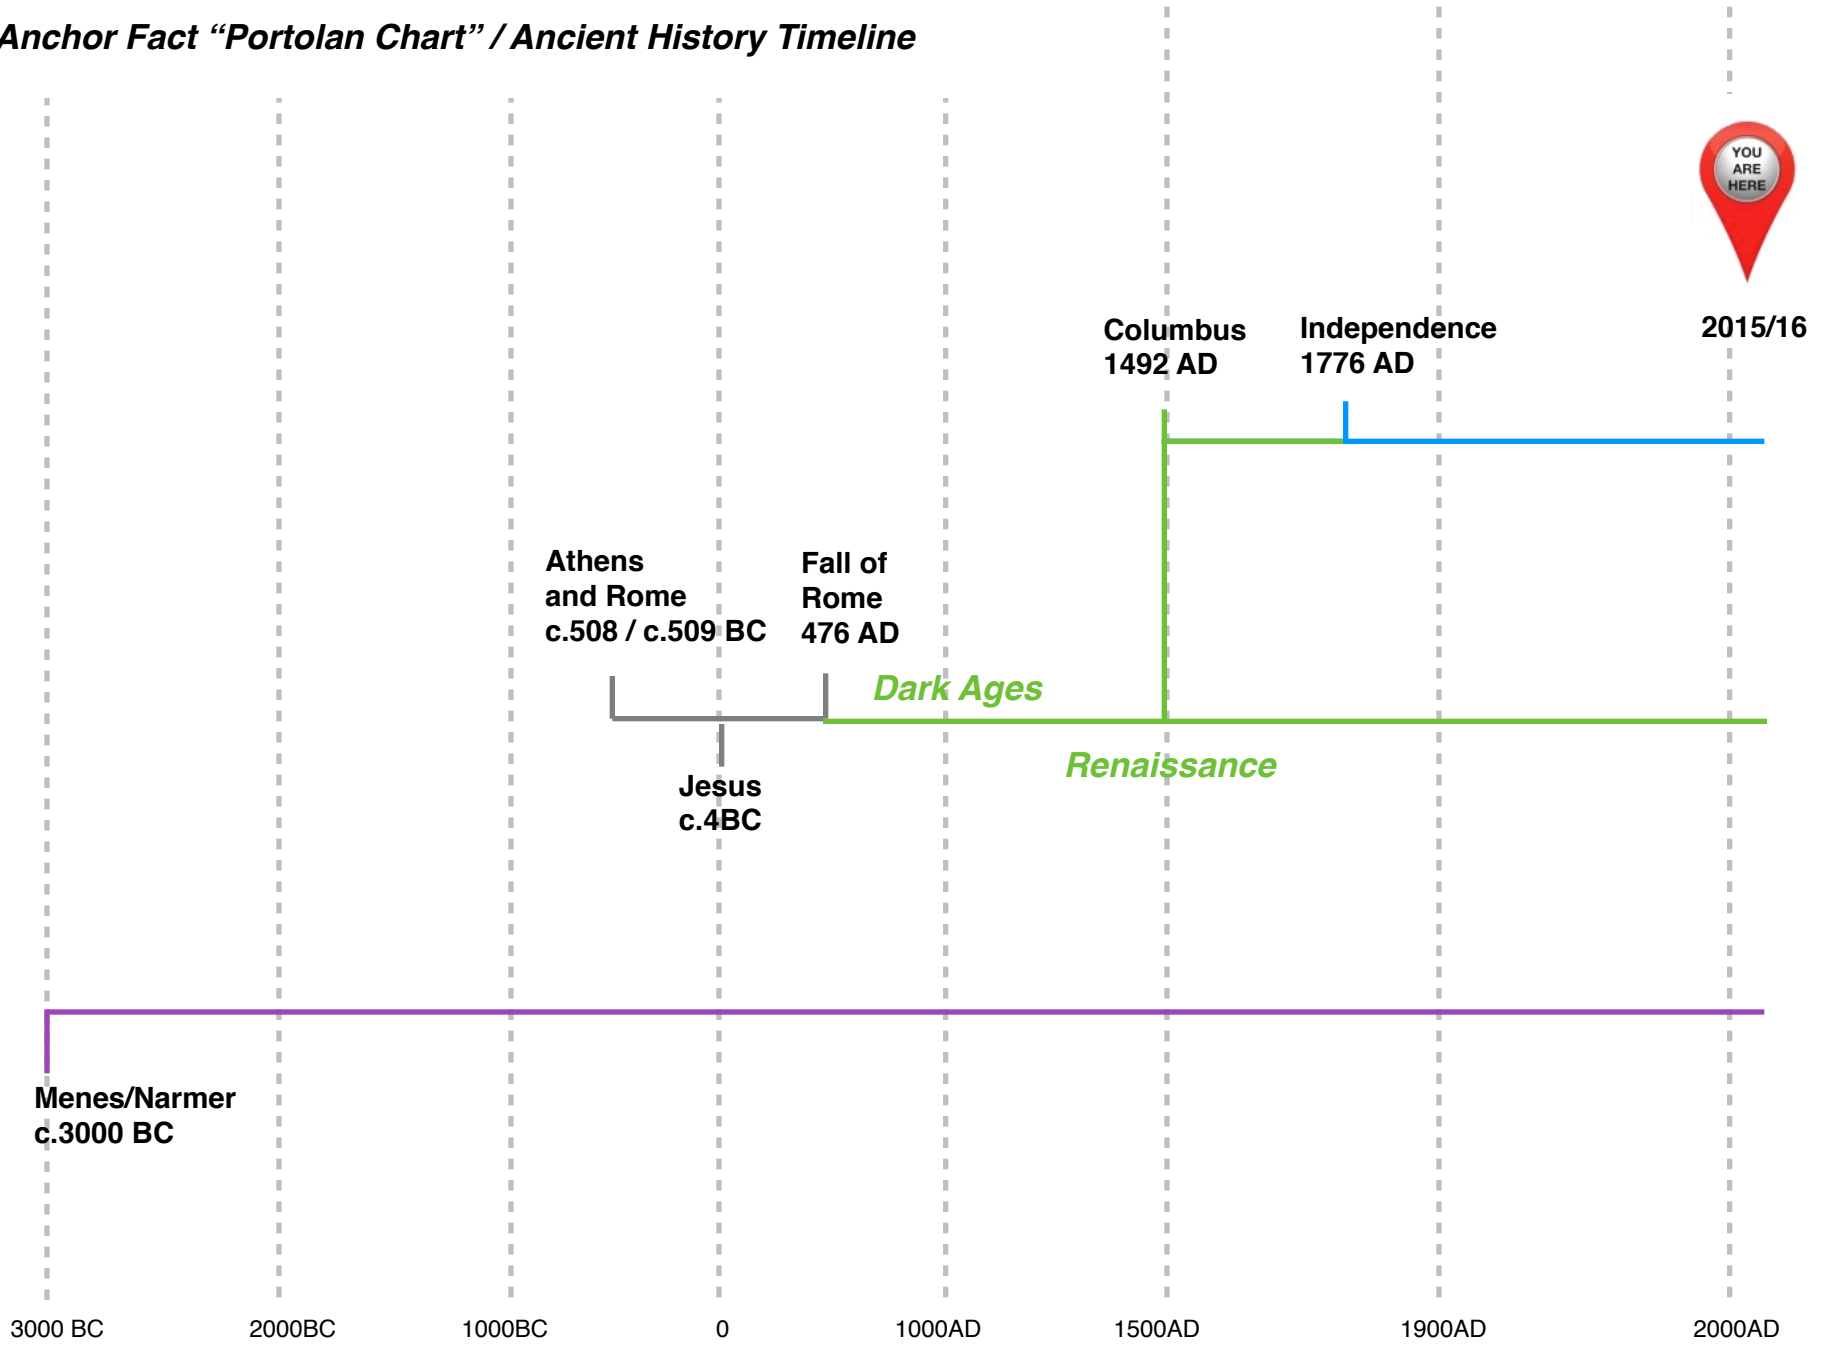 Anchor Fact “Portolan Chart” / Ancient History Timeline
YOU
ARE
HERE
2015/16
Columbus
1492 AD
Independence
1776 AD
Athens
and Rome
c.508 / c.509 BC
Fall of
Rome
476 AD
Dark Ages
Renaissance
Jesus
c.4BC
Menes/Narmer
c.3000 BC
3000 BC
2000BC
1000BC
0
1000AD
1500AD
1900AD
2000AD